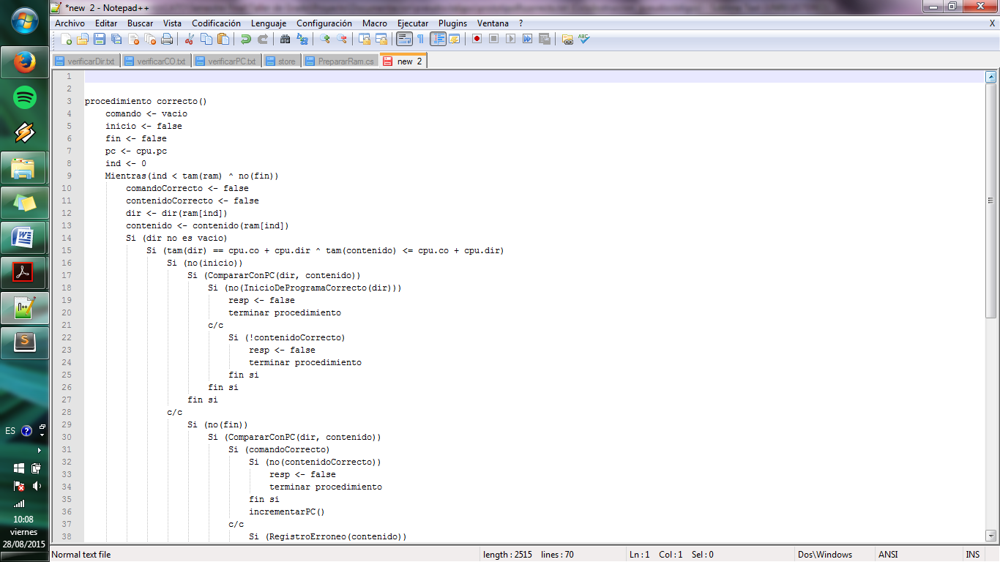 *new  2 - Notepad++
Archivo Editar Buscar Vista Codificación Lenguaje Configuración Macro Ejecutar Plugins Ventana ? X
verificarDir.txt verificarCO.txt verificarPC.txt store PrepararRam.cs new  2
1
2
3 procedimiento correcto()
4     comando <- vacio
5     inicio <- false
6     fin <- false
7     pc <- cpu.pc
8     ind <- 0
9     Mientras(ind < tam(ram) ^ no(fin))
10         comandoCorrecto <- false
11         contenidoCorrecto <- false
12         dir <- dir(ram[ind])
13         contenido <- contenido(ram[ind])
14         Si (dir no es vacio)
15             Si (tam(dir) == cpu.co + cpu.dir ^ tam(contenido) <= cpu.co + cpu.dir)
16                 Si (no(inicio))
17                     Si (CompararConPC(dir, contenido))
18                         Si (no(InicioDeProgramaCorrecto(dir)))
19                             resp <- false
20                             terminar procedimiento
21                         c/c
22                             Si (!contenidoCorrecto)
23                                 resp <- false
24                                 terminar procedimiento
25                             fin si
26                         fin si
27                     fin si
28                 c/c
29                     Si (no(fin))
30                         Si (CompararConPC(dir, contenido))
31                             Si (comandoCorrecto)
32                                 Si (no(contenidoCorrecto))
33                                     resp <- false
34                                     terminar procedimiento
35                                 fin si
36                                 incrementarPC()
37                             c/c
38                                 Si (RegistroErroneo(contenido))
ES
10:08
viernes
28/08/2015
Normal text file length : 2515 lines : 70 Ln : 1 Col : 1 Sel : 0 Dos\Windows ANSI INS